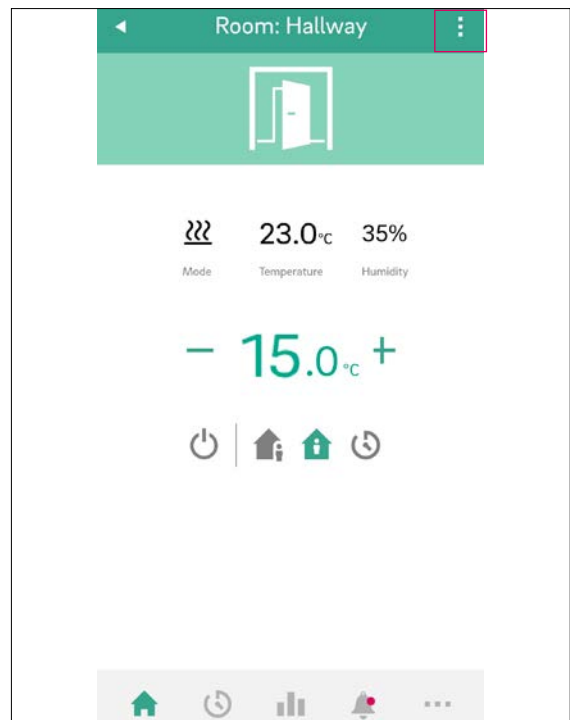 Room: Hallway
23.0°C 35%
Mode Temperature Humidity
− 15.0°C +